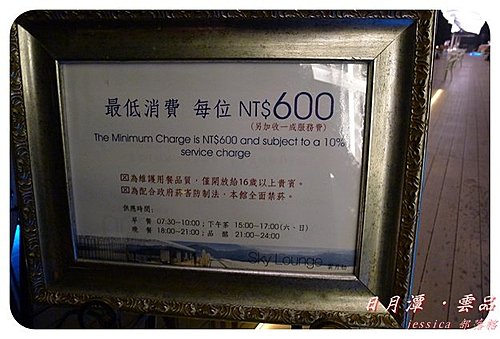 最低消費 每位 NT$600
(另加收一成服務費)
The Minimum Charge is NT$600 and subject to a 10%
service charge
為維護用餐品質，僅開放給16歲以上貴賓。
為配合政府菸害防制法，本館全面禁菸。
供應時間：
早 餐 07:30~10:00；下午茶 15:00~17:00(六、日)
晚 餐 18:00~21:00；品 酩 21:00~24:00
Sky Lounge
日月潭 · 雲品
jessica 部落格